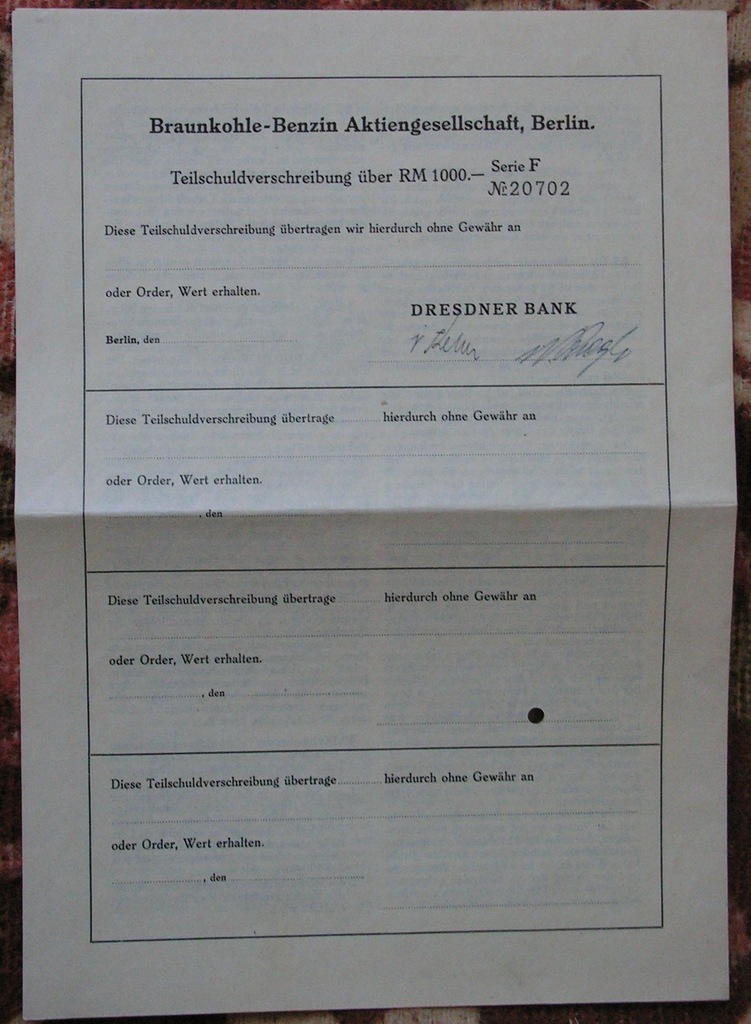 Braunkohle-Benzin Aktiengesellschaft, Berlin.
Teilschuldverschreibung über RM 1000.— Serie F
№ 20702
Diese Teilschuldverschreibung übertragen wir hierdurch ohne Gewähr an
oder Order, Wert erhalten.
DRESDNER BANK
Berlin, den
Diese Teilschuldverschreibung übertrage hierdurch ohne Gewähr an
oder Order, Wert erhalten.
, den
Diese Teilschuldverschreibung übertrage hierdurch ohne Gewähr an
oder Order, Wert erhalten.
, den
Diese Teilschuldverschreibung übertrage hierdurch ohne Gewähr an
oder Order, Wert erhalten.
, den